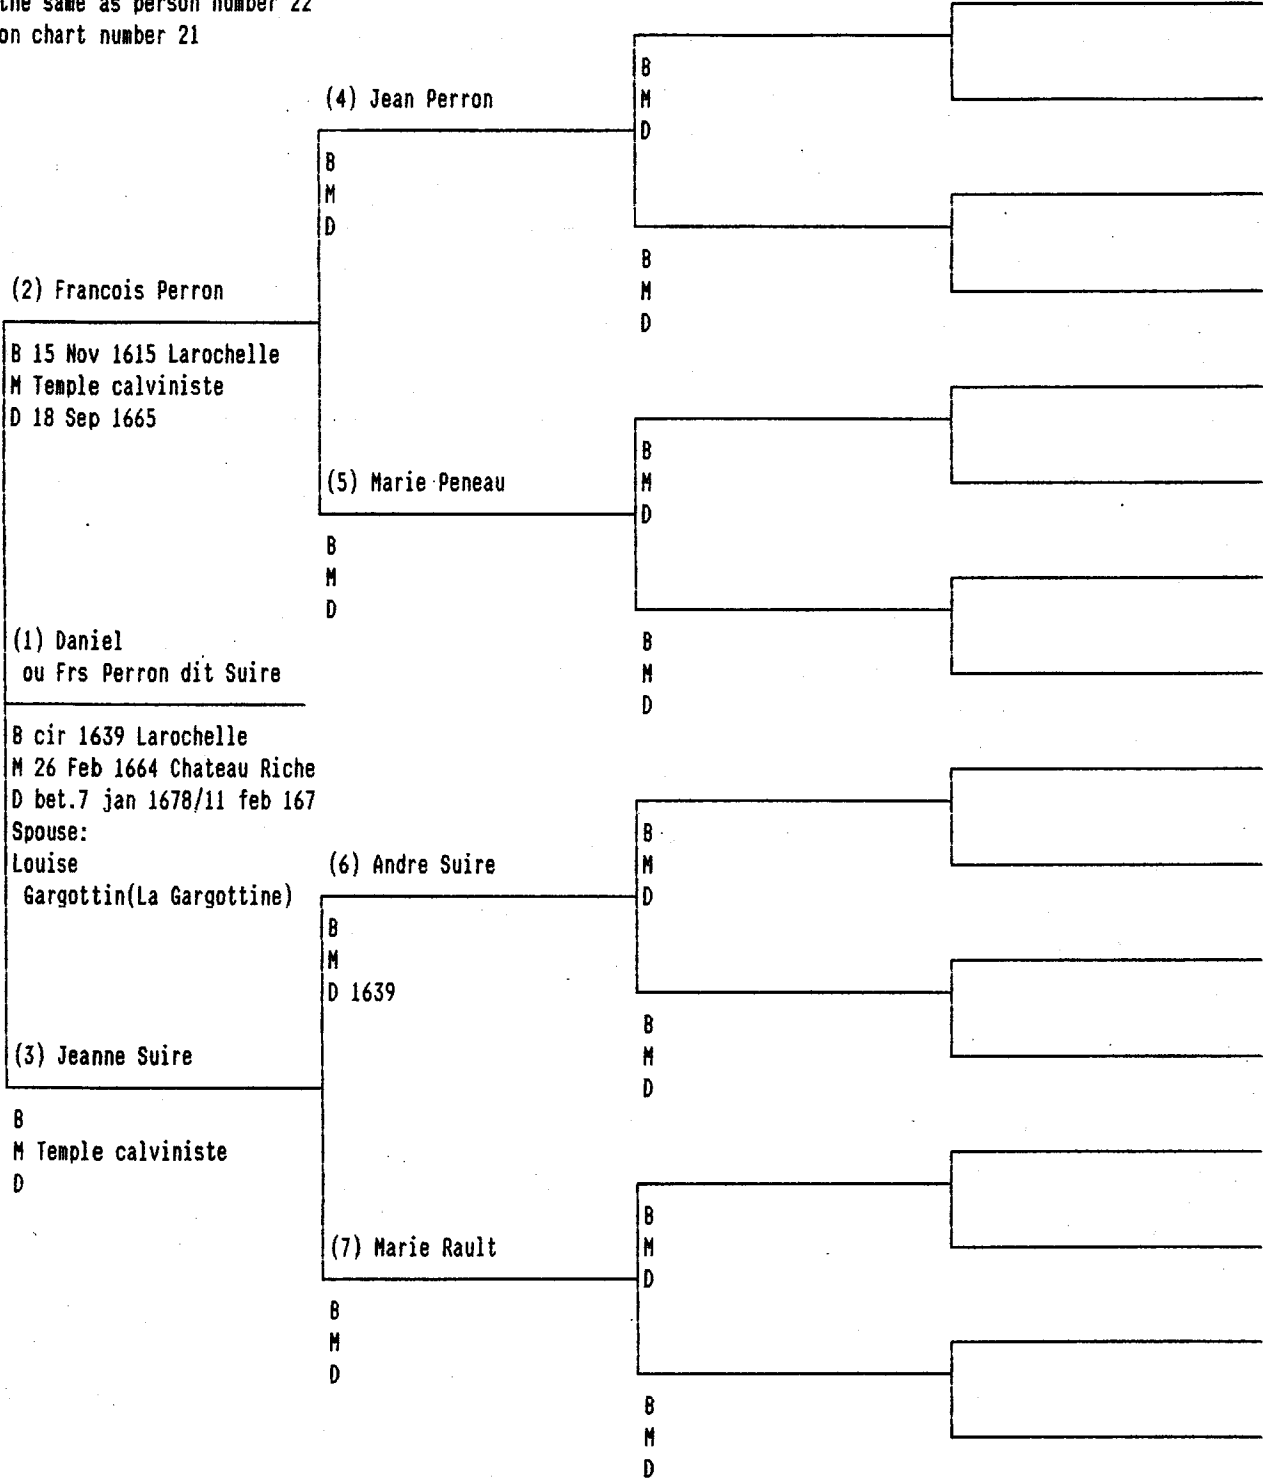 the same as person number 22
on chart number 21
B
M
D
(4) Jean Perron
B
M
D
B
M
D
(2) Francois Perron
B 15 Nov 1615 Larochelle
M Temple calviniste
D 18 Sep 1665
B
M
D
(5) Marie Peneau
B
M
D
B
M
D
(1) Daniel
ou Frs Perron dit Suire
B cir 1639 Larochelle
M 26 Feb 1664 Chateau Riche
D bet.7 jan 1678/11 feb 167
Spouse:
Louise
Gargottin(La Gargottine)
B
M
D
(6) Andre Suire
B
M
D 1639
B
M
D
(3) Jeanne Suire
B
M Temple calviniste
D
B
M
D
(7) Marie Rault
B
M
D
B
M
D